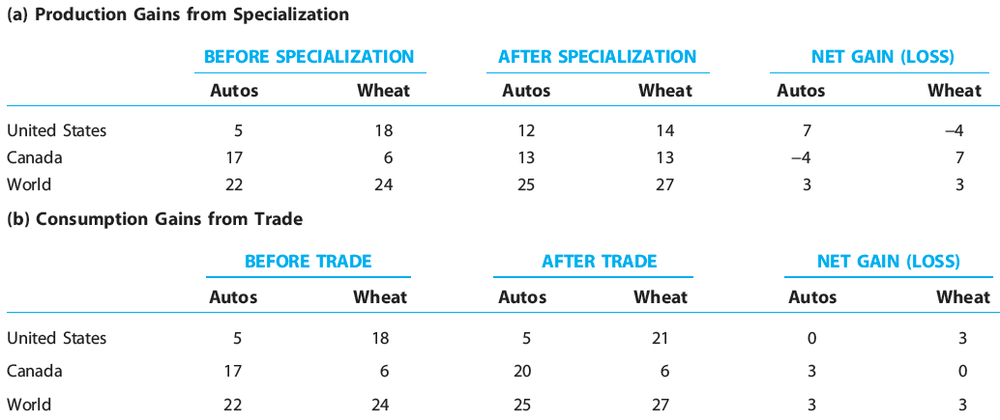 (a) Production Gains from Specialization
BEFORE SPECIALIZATION AFTER SPECIALIZATION NET GAIN (LOSS)
Autos Wheat Autos Wheat Autos Wheat
United States 5 18 12 14 7 −4
Canada 17 6 13 13 −4 7
World 22 24 25 27 3 3
(b) Consumption Gains from Trade
BEFORE TRADE AFTER TRADE NET GAIN (LOSS)
Autos Wheat Autos Wheat Autos Wheat
United States 5 18 5 21 0 3
Canada 17 6 20 6 3 0
World 22 24 25 27 3 3